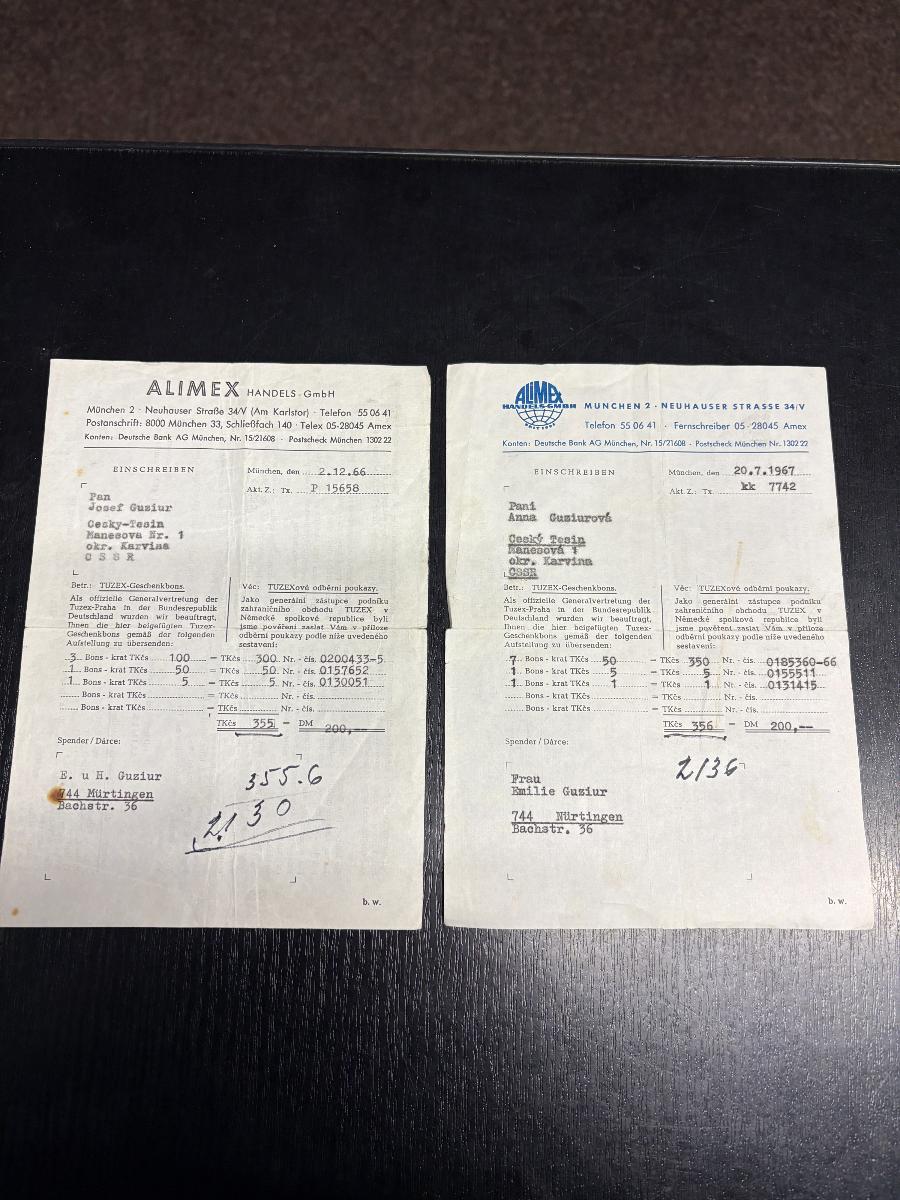 ALIMEX HANDELS-GmbH
München 2 · Neuhauser Straße 34/V (Am Karlstor) · Telefon 55 06 41
Postanschrift: 8000 München 33, Schließfach 140 · Telex 05-28045 Amex
Konten: Deutsche Bank AG München, Nr. 15/21608 · Postscheck München 1302 22
EINSCHREIBEN
München, den 2.12.66
Akt. Z.: Tx. P 15658
Pan
Josef Guziur
Cesky-Tesin
Manesova Nr. 1
okr. Karvina
C S S R
Betr.: TUZEX-Geschenkbons.
Als offizielle Generalvertretung der
Tuzex-Praha in der Bundesrepublik
Deutschland wurden wir beauftragt,
Ihnen die hier beigefügten Tuzex-
Geschenkbons gemäß der folgenden
Aufstellung zu übersenden:
Věc: TUZEXové odběrní poukazy.
Jako generální zástupce podniku
zahraničního obchodu TUZEX v
Německé spolkové republice byli
jsme pověřeni zaslat Vám v příloze
odběrní poukazy podle níže uvedeného
sestavení:
3 Bons - krat TKčs 100 = TKčs 300 Nr. - čís. 0200433-5
1 Bons - krat TKčs 50 = TKčs 50 Nr. - čís. 0157652
1 Bons - krat TKčs 5 = TKčs 5 Nr. - čís. 0130051
Bons - krat TKčs = TKčs Nr. - čís.
Bons - krat TKčs = TKčs Nr. - čís.
TKčs 355 = DM 200,--
Spender / Dárce:
E. u H. Guziur
744 Mürtingen
Bachstr. 36
355.6
2130
b. w.
ALIMEX
HANDELS-GMBH
MÜNCHEN 2 · NEUHAUSER STRASSE 34/V
Telefon 55 06 41 · Fernschreiber 05-28045 Amex
Konten: Deutsche Bank AG München, Nr. 15/21608 · Postscheck München Nr. 1302 22
EINSCHREIBEN
München, den 20.7.1967
Akt. Z.: Tx. kk 7742
Pani
Anna Guziurová
Český Tesin
Manesová 1
okr. Karvina
CSSR
Betr.: TUZEX-Geschenkbons.
Als offizielle Generalvertretung der
Tuzex-Praha in der Bundesrepublik
Deutschland wurden wir beauftragt,
Ihnen die hier beigefügten Tuzex-
Geschenkbons gemäß der folgenden
Aufstellung zu übersenden:
Věc: TUZEXové odběrní poukazy.
Jako generální zástupce podniku
zahraničního obchodu TUZEX v
Německé spolkové republice byli
jsme pověřeni zaslat Vám v příloze
odběrní poukazy podle níže uvedeného
sestavení:
7 Bons - krat TKčs 50 = TKčs 350 Nr. - čís. 0185360-66
1 Bons - krat TKčs 5 = TKčs 5 Nr. - čís. 0155511
1 Bons - krat TKčs 1 = TKčs 1 Nr. - čís. 0131415
Bons - krat TKčs = TKčs Nr. - čís.
Bons - krat TKčs = TKčs Nr. - čís.
TKčs 356 = DM 200,--
Spender / Dárce:
2136
Frau
Emilie Guziur
744 Nürtingen
Bachstr. 36
b. w.